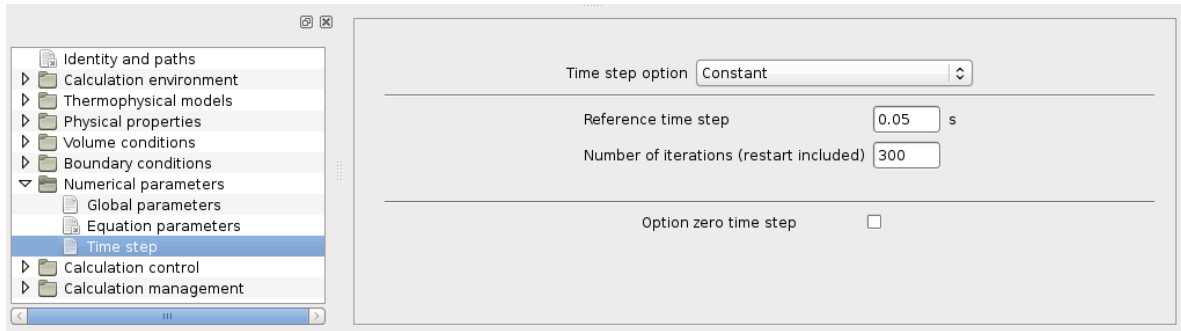 Identity and paths
Calculation environment
Thermophysical models
Physical properties
Volume conditions
Boundary conditions
Numerical parameters
Global parameters
Equation parameters
Time step
Calculation control
Calculation management
Time step option Constant
Reference time step 0.05 s
Number of iterations (restart included) 300
Option zero time step